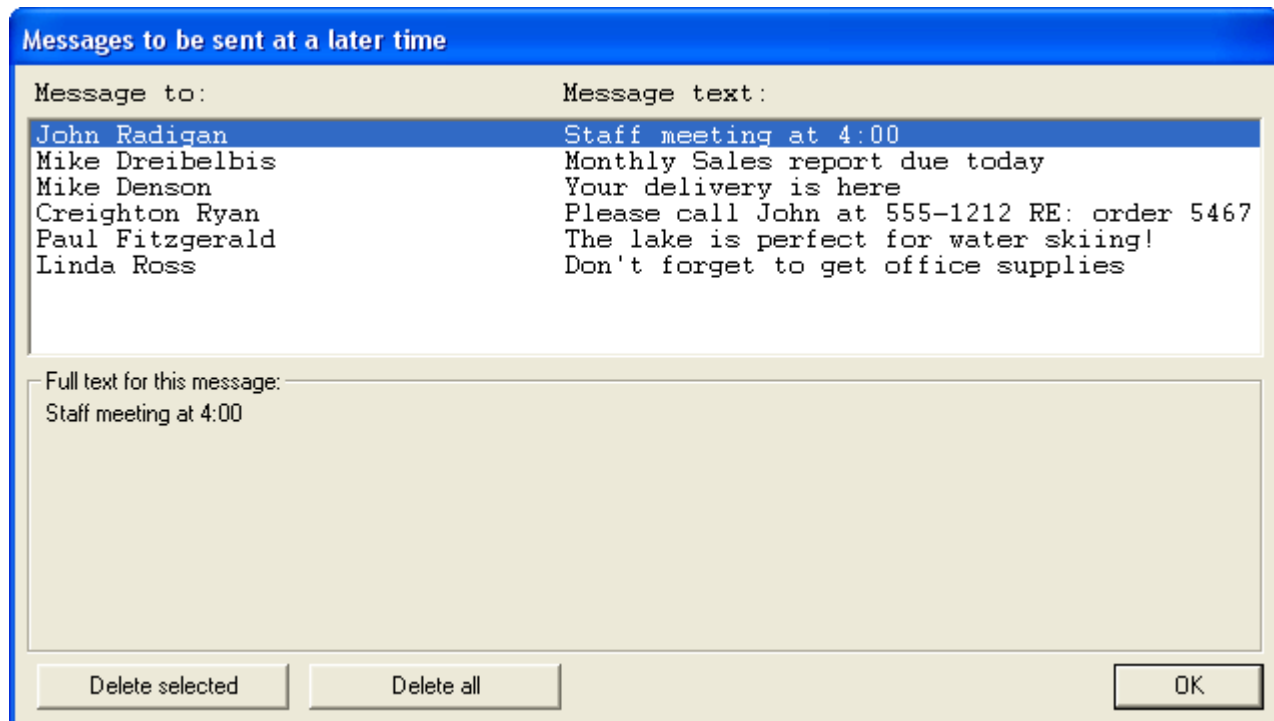 Messages to be sent at a later time
Message to: Message text:
John Radigan Staff meeting at 4:00
Mike Dreibelbis Monthly Sales report due today
Mike Denson Your delivery is here
Creighton Ryan Please call John at 555-1212 RE: order 5467
Paul Fitzgerald The lake is perfect for water skiing!
Linda Ross Don't forget to get office supplies
Full text for this message:
Staff meeting at 4:00
Delete selected Delete all OK